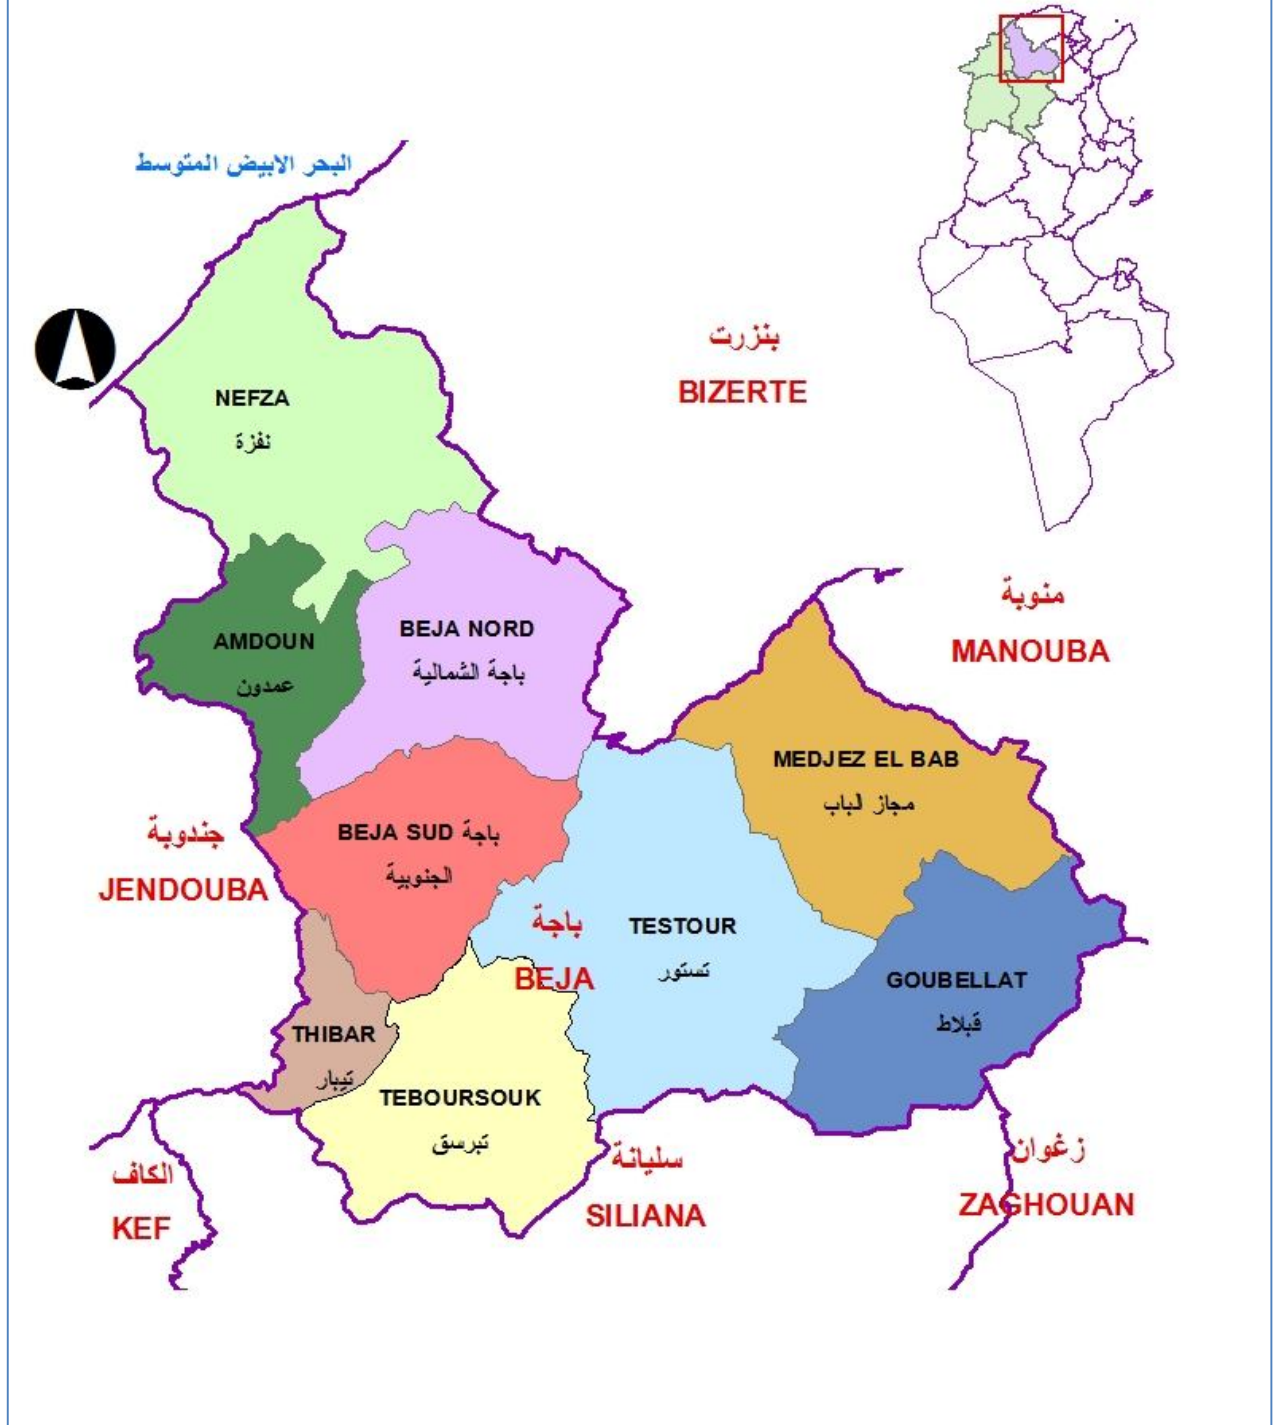 البحر الابيض المتوسط
بنزرت
BIZERTE
NEFZA
نفزة
منوبة
MANOUBA
AMDOUN
عمدون
BEJA NORD
باجة الشمالية
MEDJEZ EL BAB
مجاز الباب
جندوبة
JENDOUBA
BEJA SUD باجة
الجنوبية
باجة
BEJA
TESTOUR
تستور
GOUBELLAT
قبلاط
THIBAR
تيبار
TEBOURSOUK
تبرسق
الكاف
KEF
سليانة
SILIANA
زغوان
ZAGHOUAN